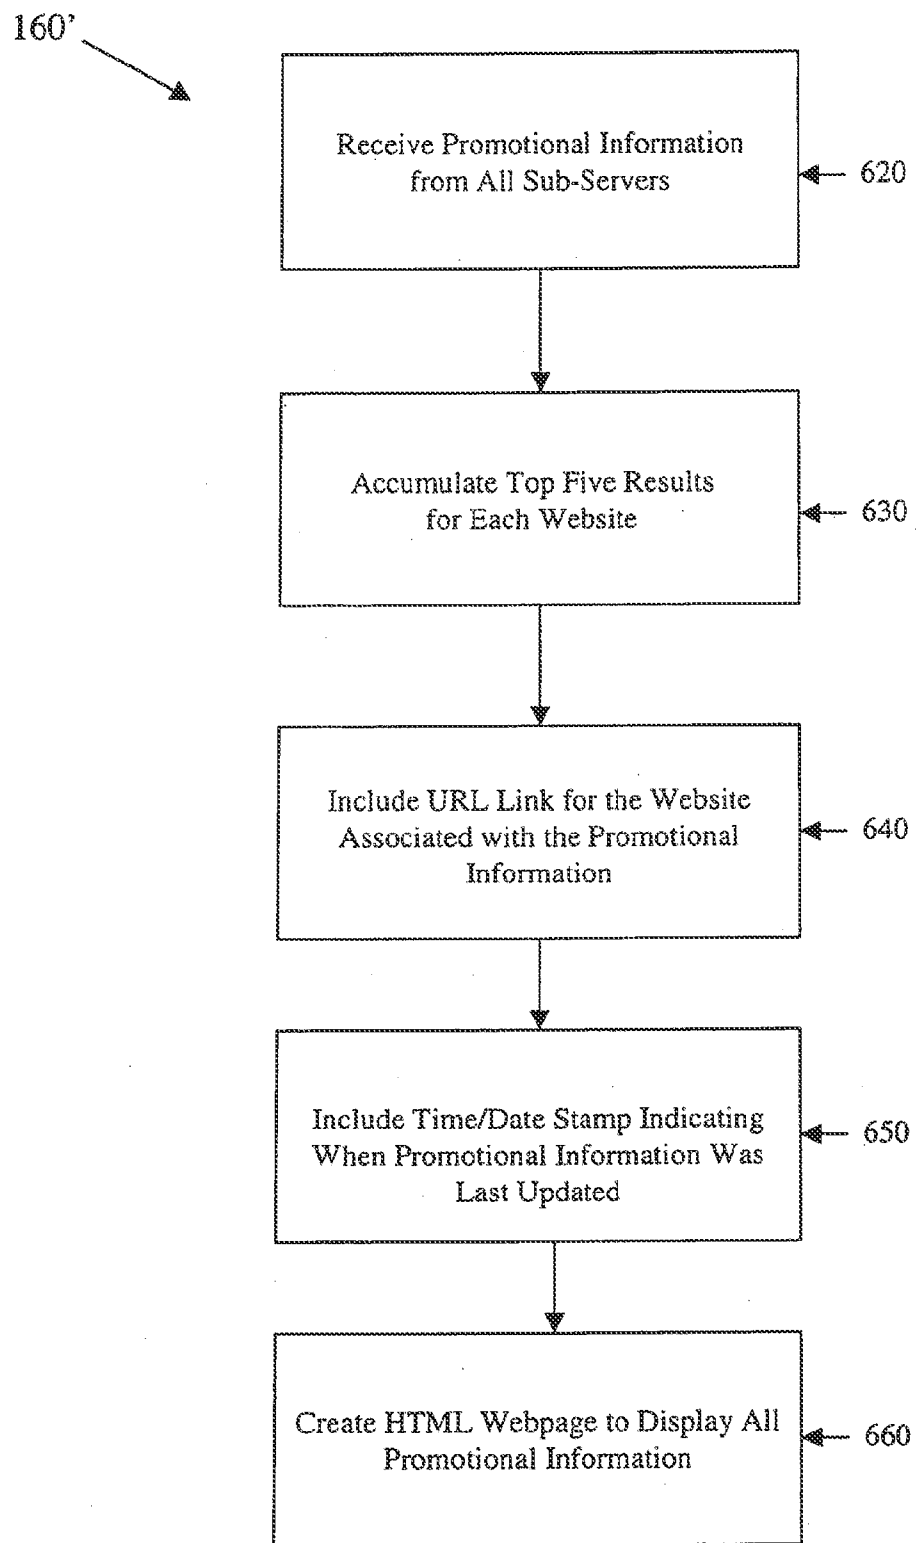 160’
Receive Promotional Information
from All Sub-Servers
620
Accumulate Top Five Results
for Each Website
630
Include URL Link for the Website
Associated with the Promotional
Information
640
Include Time/Date Stamp Indicating
When Promotional Information Was
Last Updated
650
Create HTML Webpage to Display All
Promotional Information
660